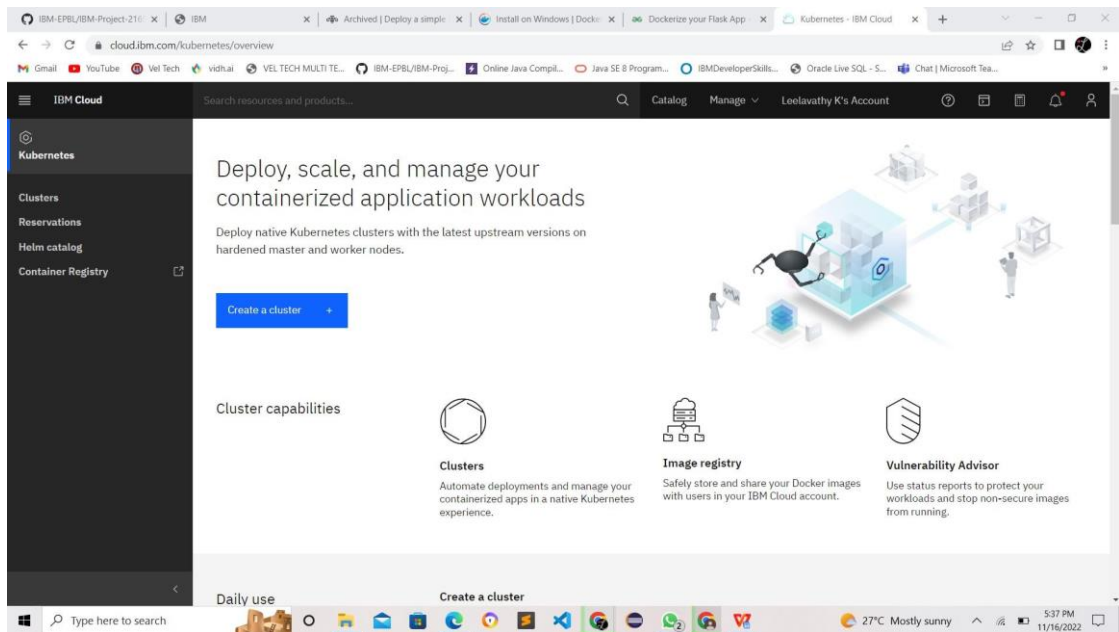 IBM-EPBL/IBM-Project-216
IBM
Archived | Deploy a simple
Install on Windows | Docke
Dockerize your Flask App
Kubernetes - IBM Cloud
cloud.ibm.com/kubernetes/overview
Gmail
YouTube
Vel Tech
vidh.ai
VEL TECH MULTI TE...
IBM-EPBL/IBM-Proj...
Online Java Compil...
Java SE 8 Program...
IBMDeveloperSkills...
Oracle Live SQL - S...
Chat | Microsoft Tea...
IBM Cloud
Search resources and products...
Catalog
Manage
Leelavathy K's Account
Kubernetes
Clusters
Reservations
Helm catalog
Container Registry
Deploy, scale, and manage your
containerized application workloads
Deploy native Kubernetes clusters with the latest upstream versions on
hardened master and worker nodes.
Create a cluster +
Cluster capabilities
Clusters
Automate deployments and manage your
containerized apps in a native Kubernetes
experience.
Image registry
Safely store and share your Docker images
with users in your IBM Cloud account.
Vulnerability Advisor
Use status reports to protect your
workloads and stop non-secure images
from running.
Daily use
Create a cluster
Type here to search
27°C Mostly sunny
5:37 PM
11/16/2022